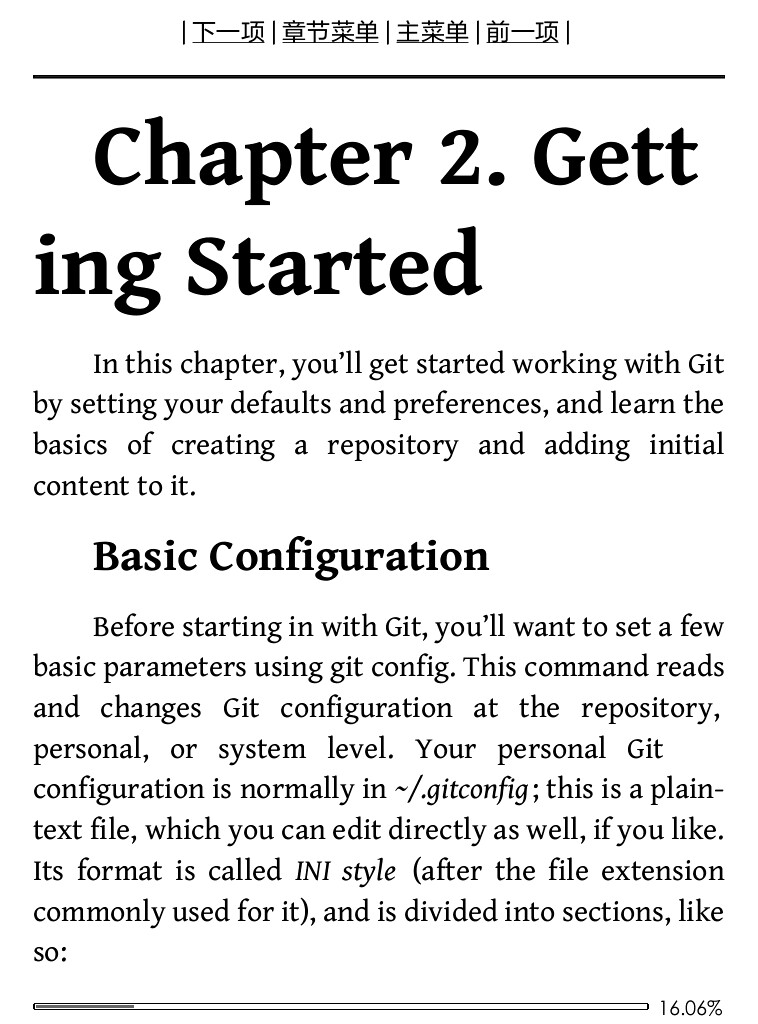 | 下一项 | 章节菜单 | 主菜单 | 前一项 |
Chapter 2. Gett
ing Started
In this chapter, you’ll get started working with Git
by setting your defaults and preferences, and learn the
basics of creating a repository and adding initial
content to it.
Basic Configuration
Before starting in with Git, you’ll want to set a few
basic parameters using git config. This command reads
and changes Git configuration at the repository,
personal, or system level. Your personal Git
configuration is normally in ~/.gitconfig; this is a plain-
text file, which you can edit directly as well, if you like.
Its format is called INI style (after the file extension
commonly used for it), and is divided into sections, like
so:
16.06%